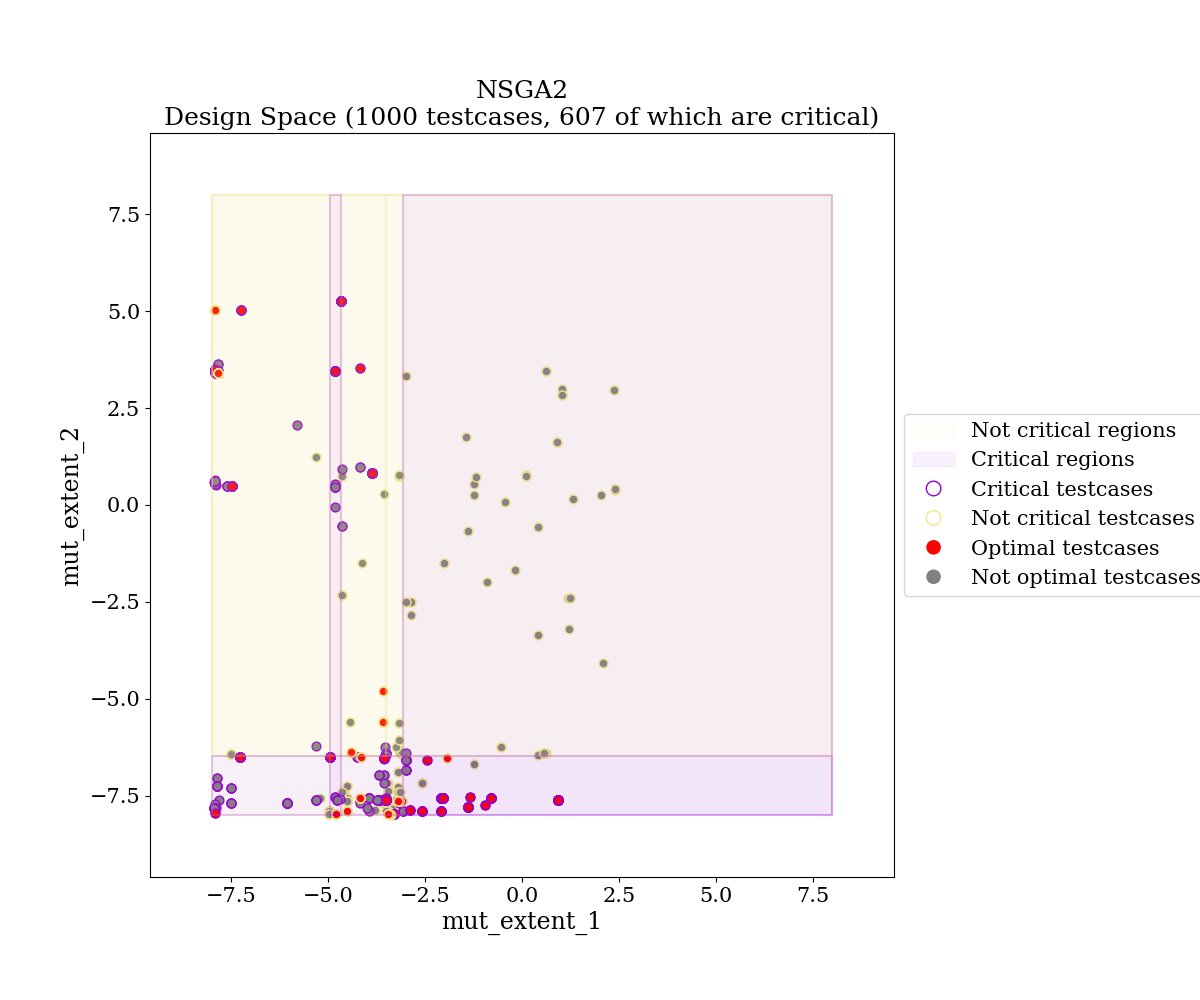 NSGA2
Design Space (1000 testcases, 607 of which are critical)
mut_extent_2
7.5
5.0
2.5
0.0
−2.5
−5.0
−7.5
−7.5
−5.0
−2.5
0.0
2.5
5.0
7.5
mut_extent_1
Not critical regions
Critical regions
Critical testcases
Not critical testcases
Optimal testcases
Not optimal testcases